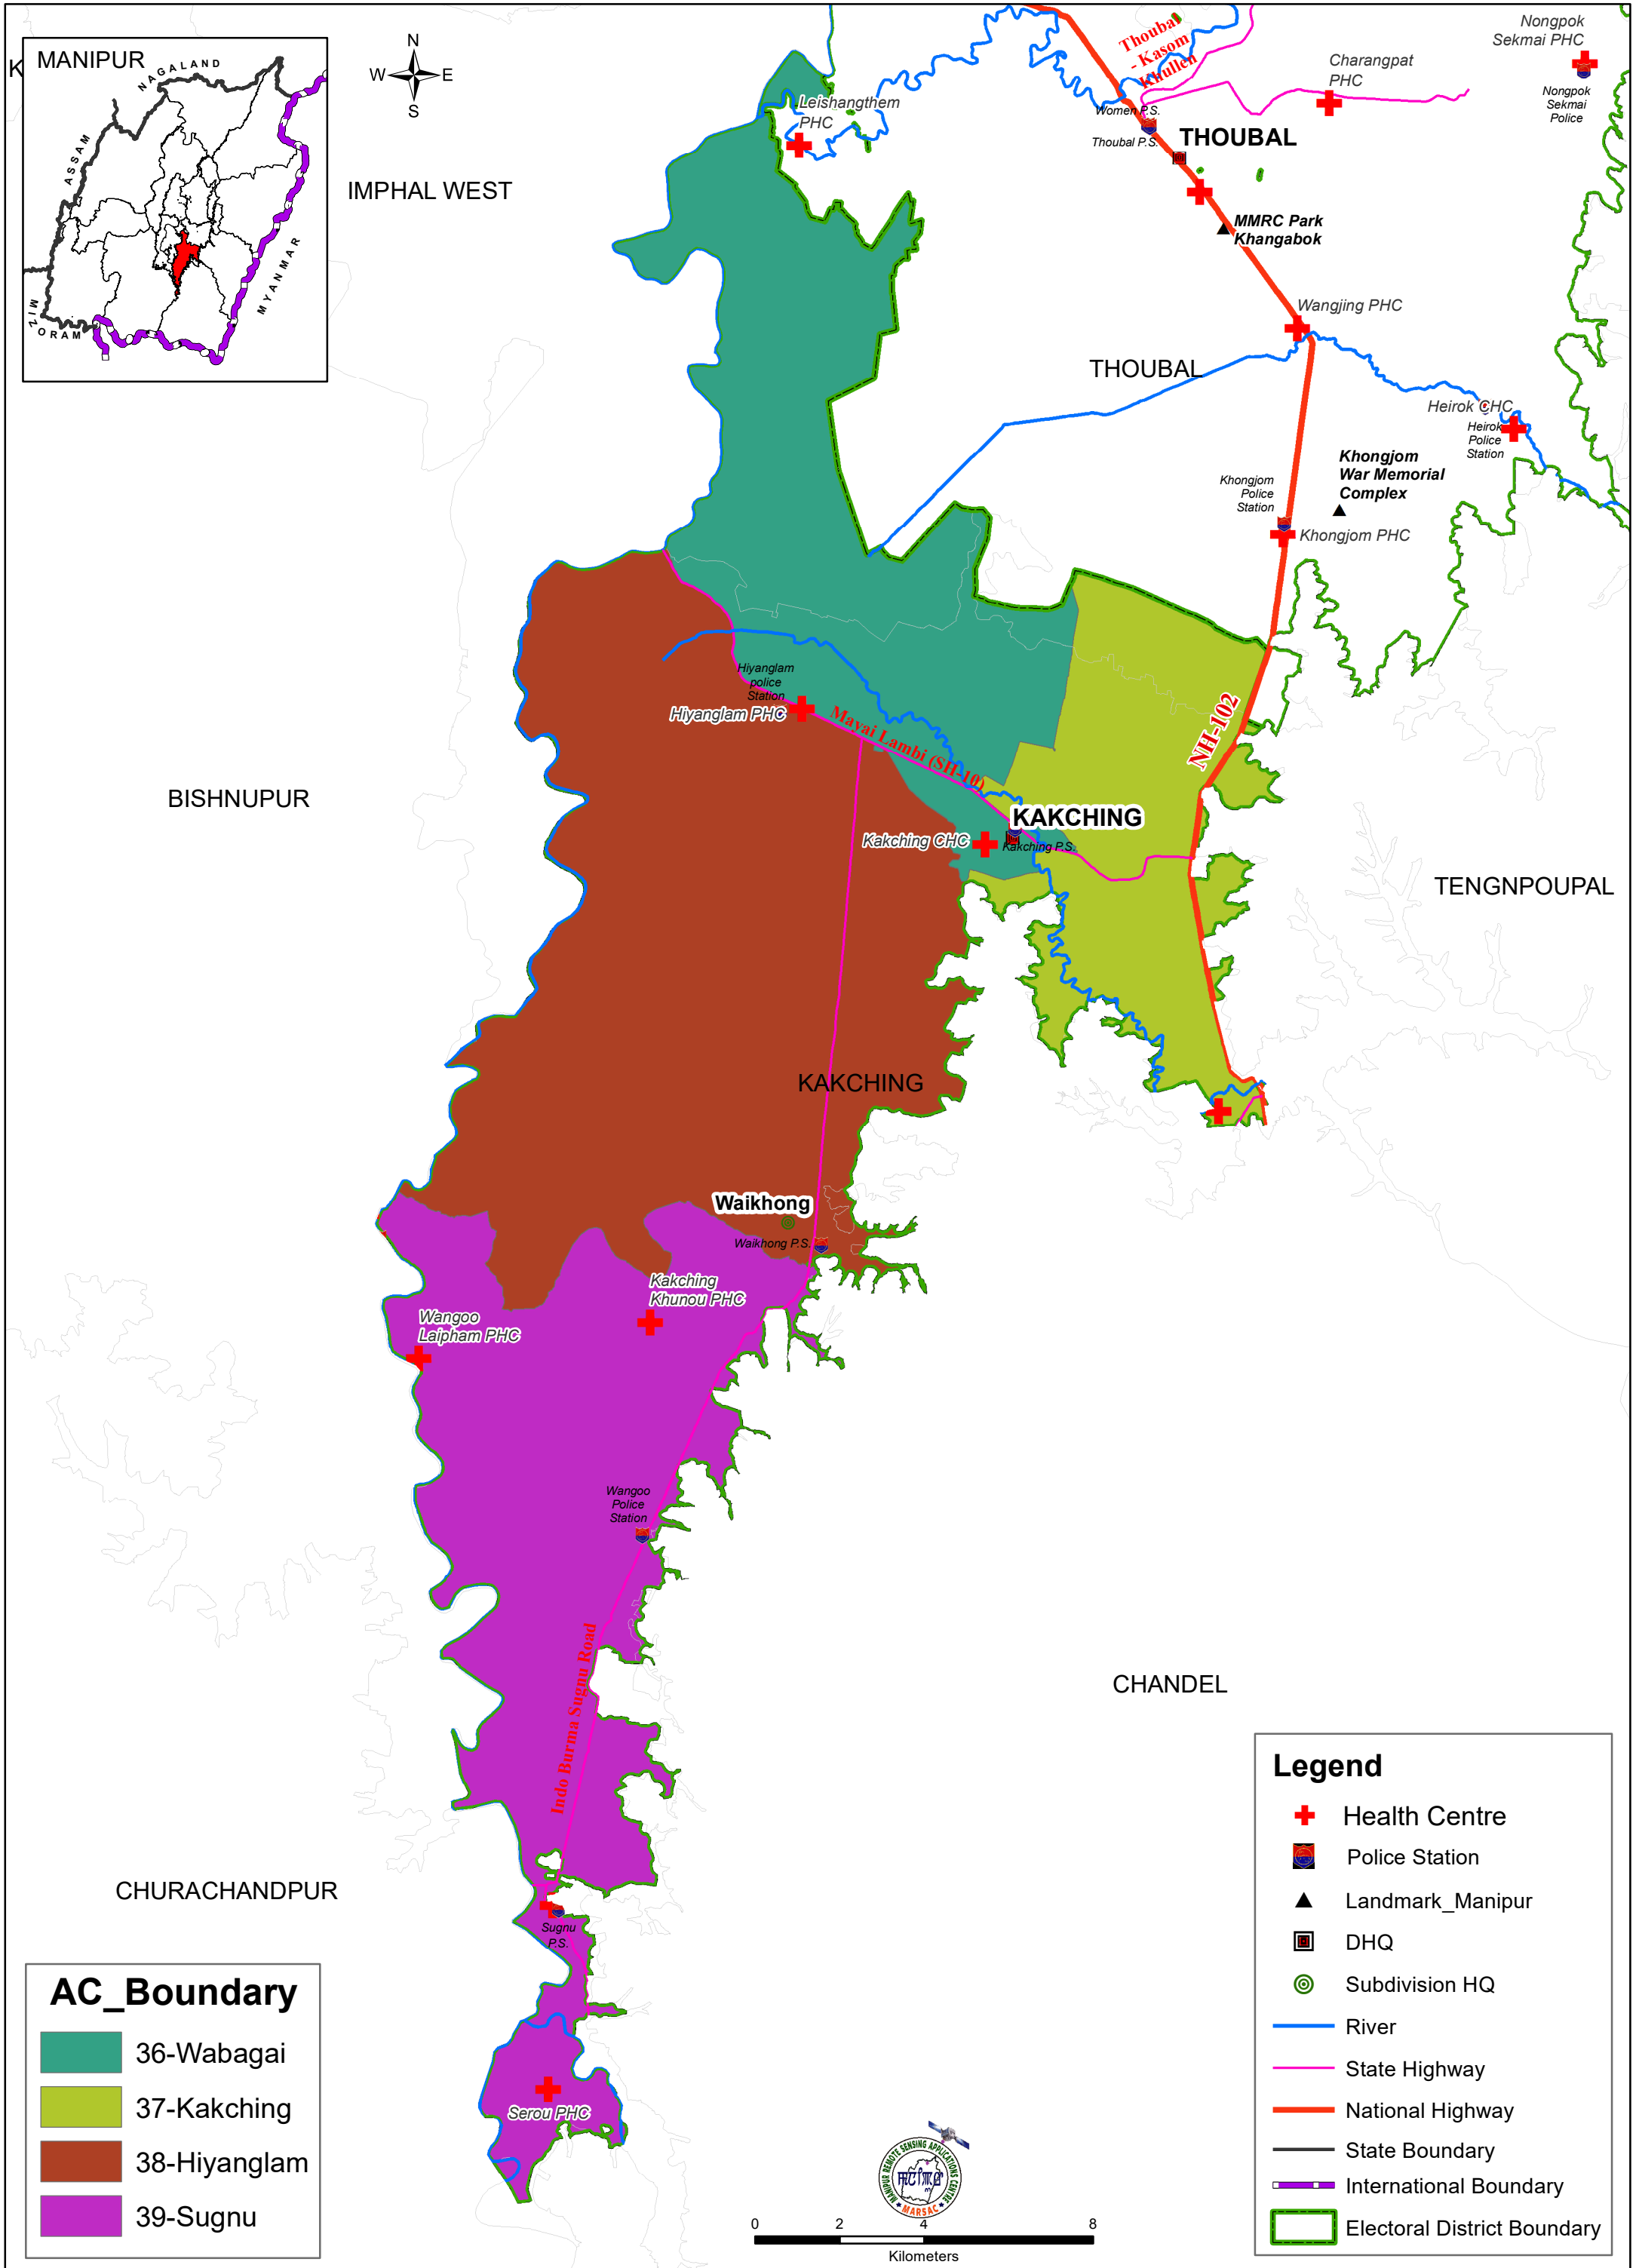 K
MANIPUR
NAGALAND
ASSAM
MIZORAM
MYANMAR
N
W
E
S
IMPHAL WEST
Leishangthem
PHC
Thoubal
- Kasom
Khullen
Women P.S.
Thoubal P.S.
THOUBAL
Charangpat
PHC
Nongpok
Sekmai PHC
Nongpok
Sekmai
Police
MMRC Park
Khangabok
Wangjing PHC
THOUBAL
Heirok CHC
Heirok
Police
Station
Khongjom
War Memorial
Complex
Khongjom
Police
Station
Khongjom PHC
Hiyanglam
police
Station
Hiyanglam PHC
Mayai Lambi (SH-10)
NH-102
BISHNUPUR
KAKCHING
Kakching CHC
Kakching P.S.
TENGNPOUPAL
KAKCHING
Waikhong
Waikhong P.S.
Kakching
Khunou PHC
Wangoo
Laipham PHC
Wangoo
Police
Station
Indo Burma Sugnu Road
CHANDEL
CHURACHANDPUR
Sugnu
P.S.
Serou PHC
AC_Boundary
36-Wabagai
37-Kakching
38-Hiyanglam
39-Sugnu
MANIPUR REMOTE SENSING APPLICATIONS CENTRE
MARSAC
0 2 4 8
Kilometers
Legend
Health Centre
Police Station
Landmark_Manipur
DHQ
Subdivision HQ
River
State Highway
National Highway
State Boundary
International Boundary
Electoral District Boundary